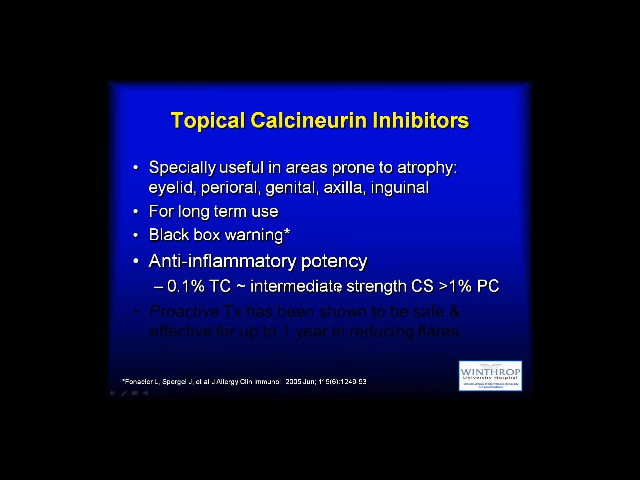 Topical Calcineurin Inhibitors
• Specially useful in areas prone to atrophy:
eyelid, perioral, genital, axilla, inguinal
• For long term use
• Black box warning*
• Anti-inflammatory potency
– 0.1% TC ~ intermediate strength CS >1% PC
• Proactive Tx has been shown to be safe &
effective for up to 1 year in reducing flares
*Fonacier L, Spergel J, et al J Allergy Clin Immunol. 2005 Jun; 115(6):1249-53
WINTHROP
University Hospital